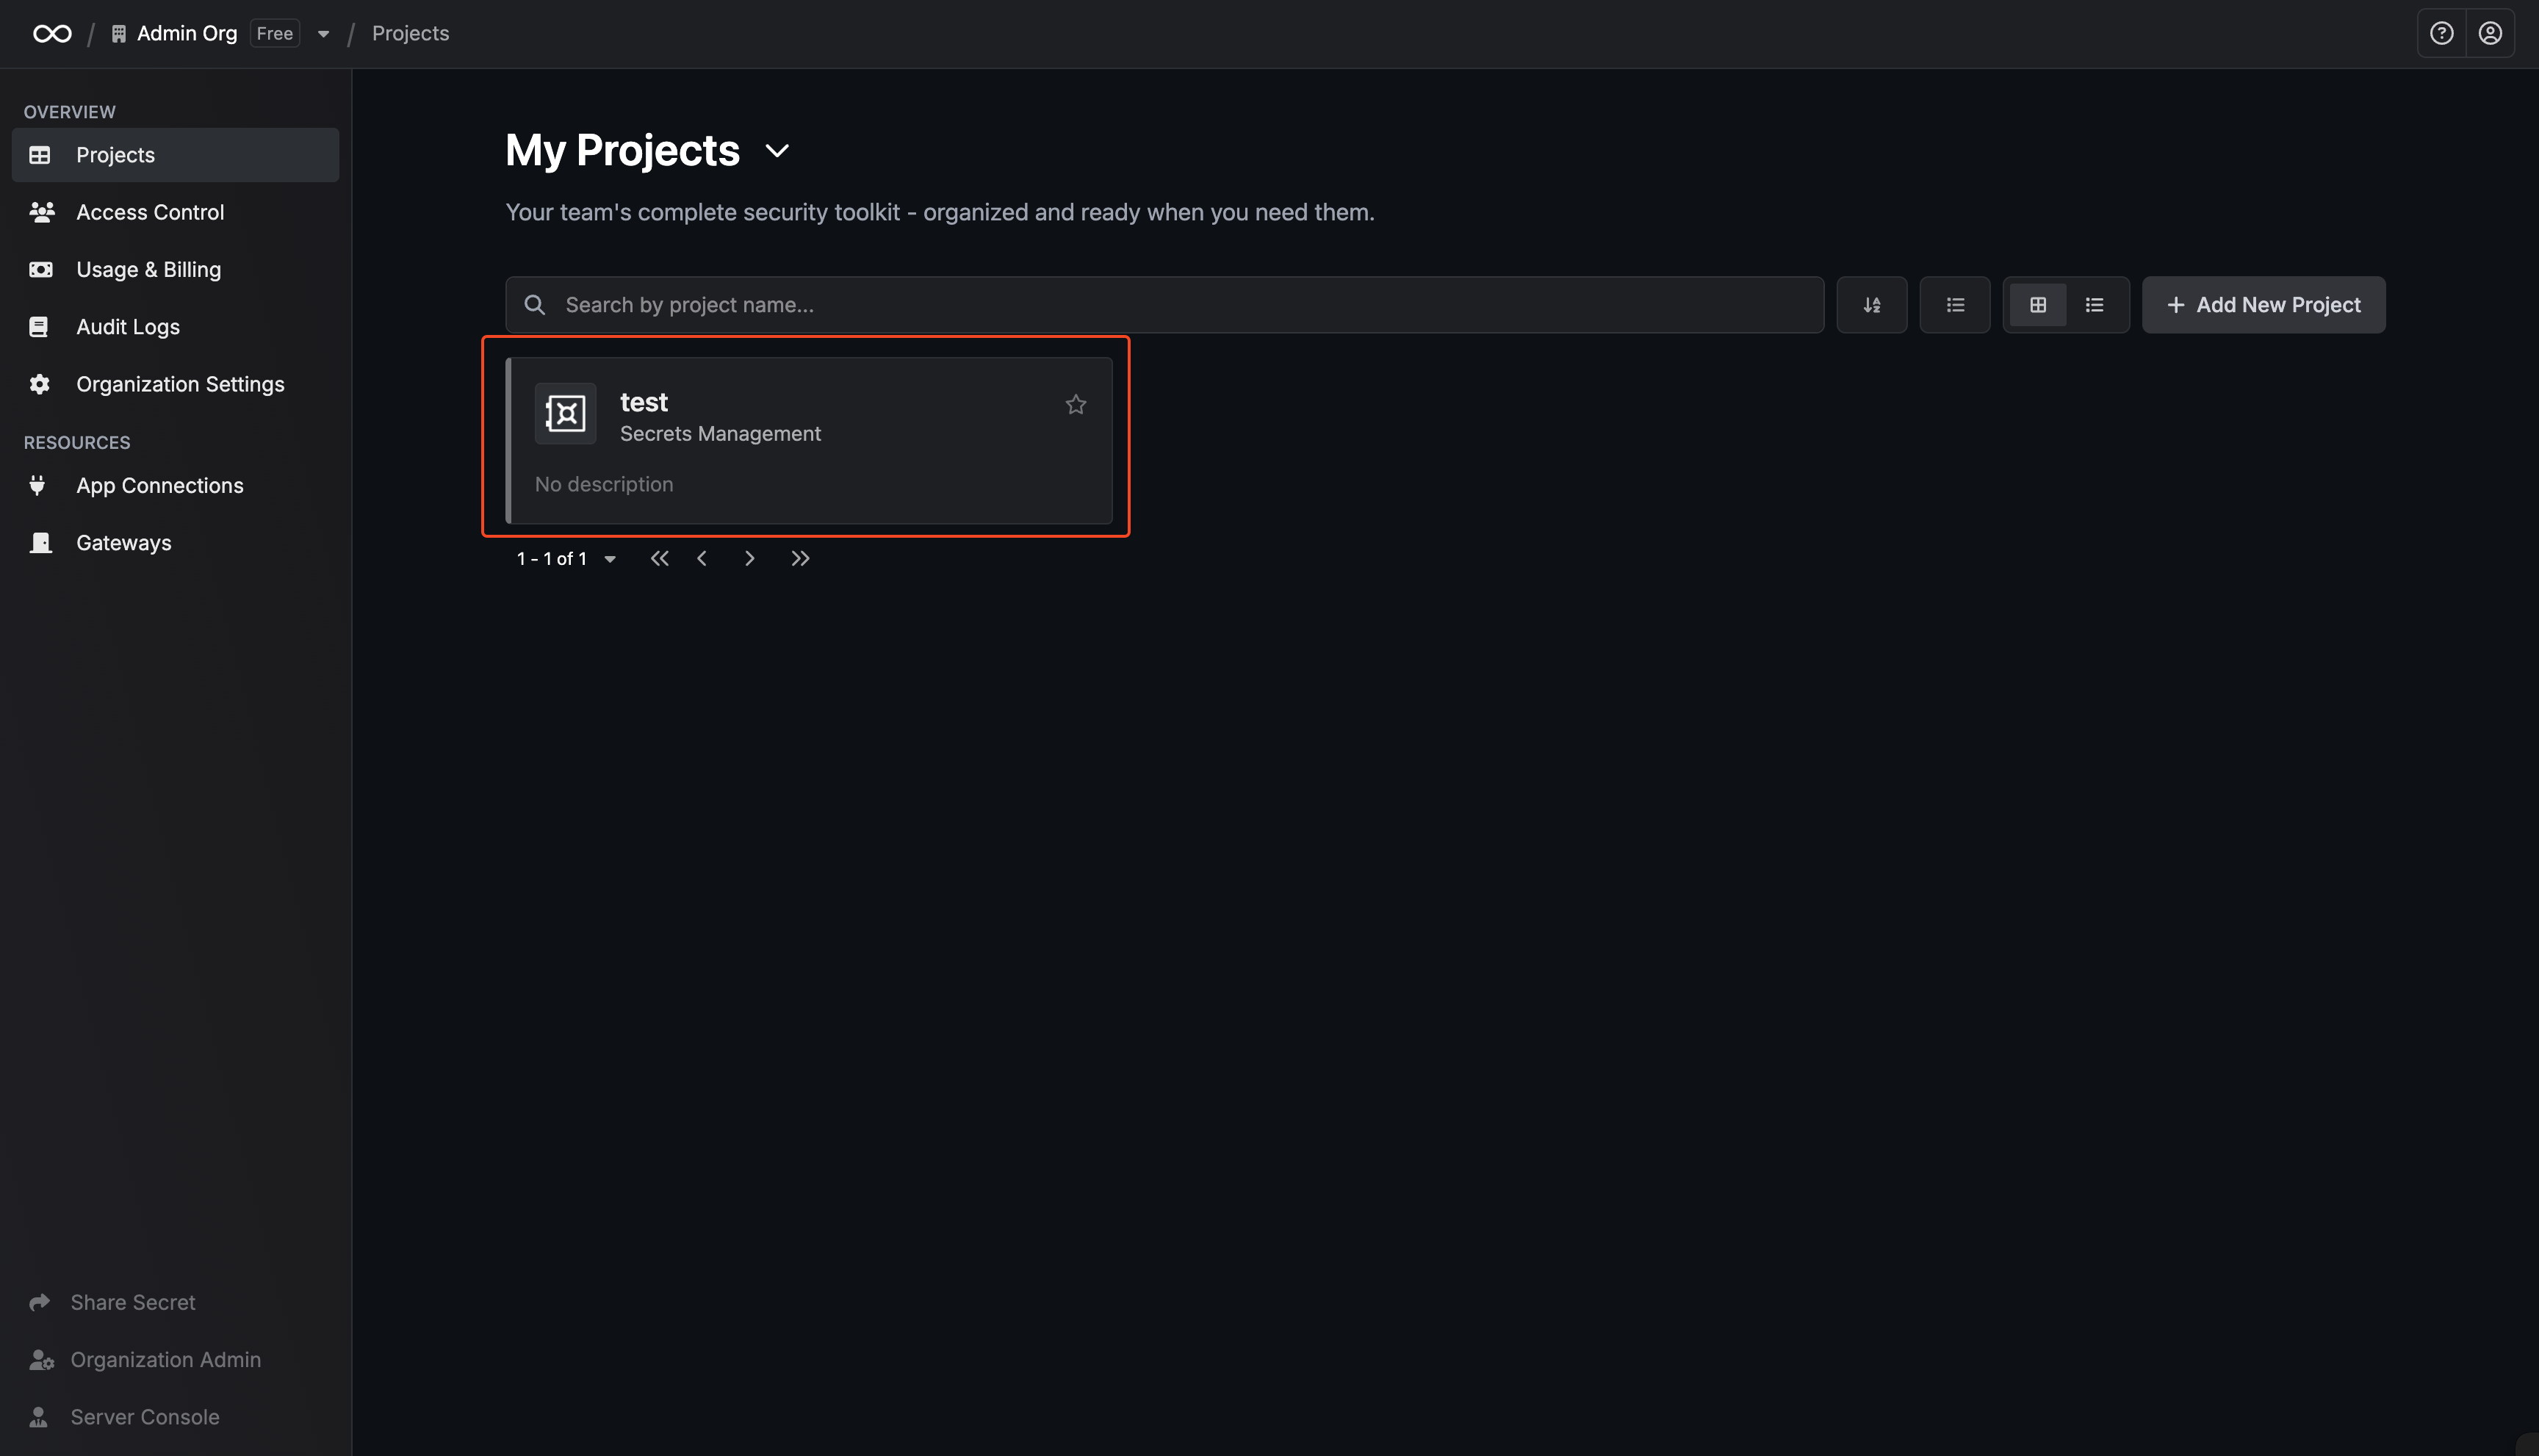 Admin Org Free Projects
OVERVIEW
Projects
Access Control
Usage & Billing
Audit Logs
Organization Settings
RESOURCES
App Connections
Gateways
Share Secret
Organization Admin
Server Console
My Projects
Your team's complete security toolkit - organized and ready when you need them.
Search by project name...
Add New Project
test
Secrets Management
No description
1 - 1 of 1